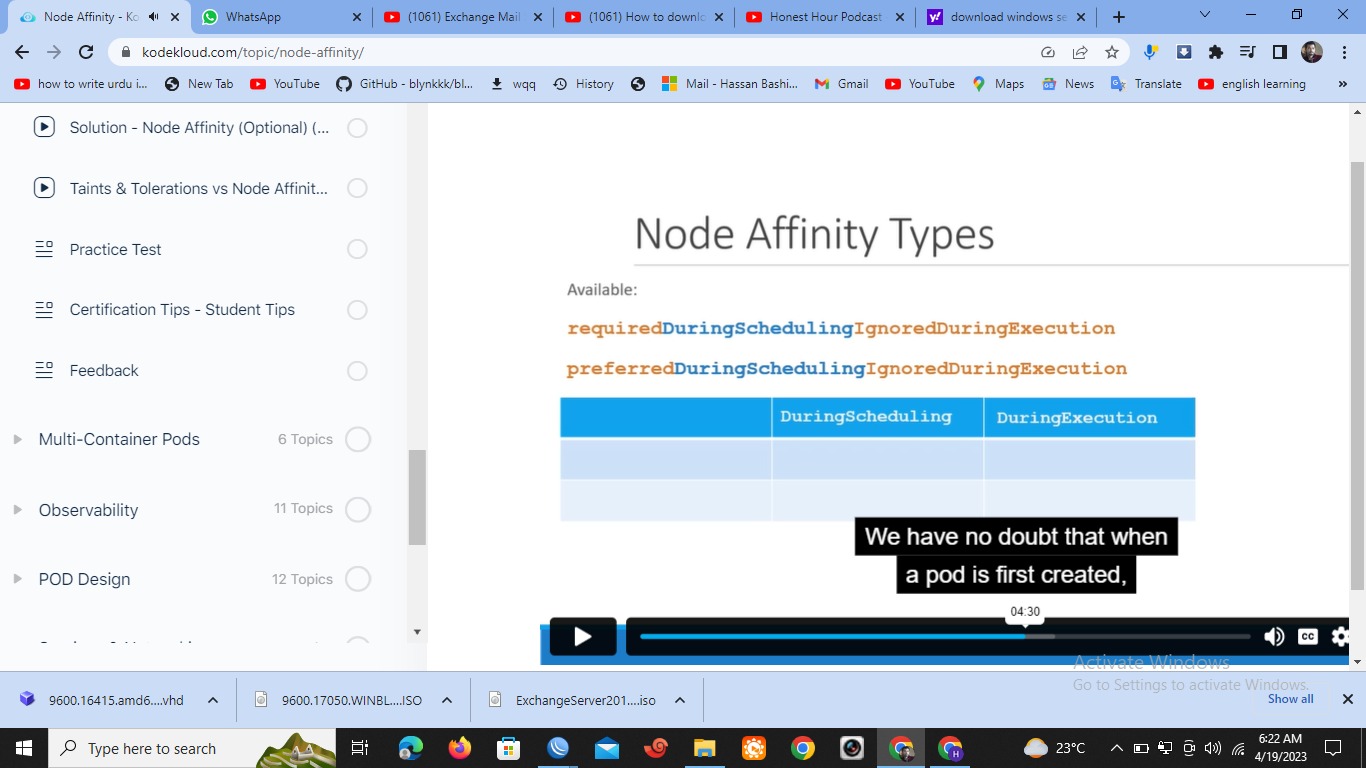 Node Affinity - Ko
WhatsApp
(1061) Exchange Mail
(1061) How to downlo
Honest Hour Podcast
download windows se
kodekloud.com/topic/node-affinity/
how to write urdu i...
New Tab
YouTube
GitHub - blynkkk/bl...
wqq
History
Mail - Hassan Bashi...
Gmail
YouTube
Maps
News
Translate
english learning
»
Solution - Node Affinity (Optional) (...
Taints & Tolerations vs Node Affinit...
Practice Test
Certification Tips - Student Tips
Feedback
Multi-Container Pods 6 Topics
Observability 11 Topics
POD Design 12 Topics
Node Affinity Types
Available:
requiredDuringSchedulingIgnoredDuringExecution
preferredDuringSchedulingIgnoredDuringExecution
DuringScheduling DuringExecution
We have no doubt that when
a pod is first created,
04:30
CC
Activate Windows
Go to Settings to activate Windows.
9600.16415.amd6....vhd
9600.17050.WINBL....ISO
ExchangeServer201....iso
Show all
Type here to search
H
23°C
6:22 AM
4/19/2023